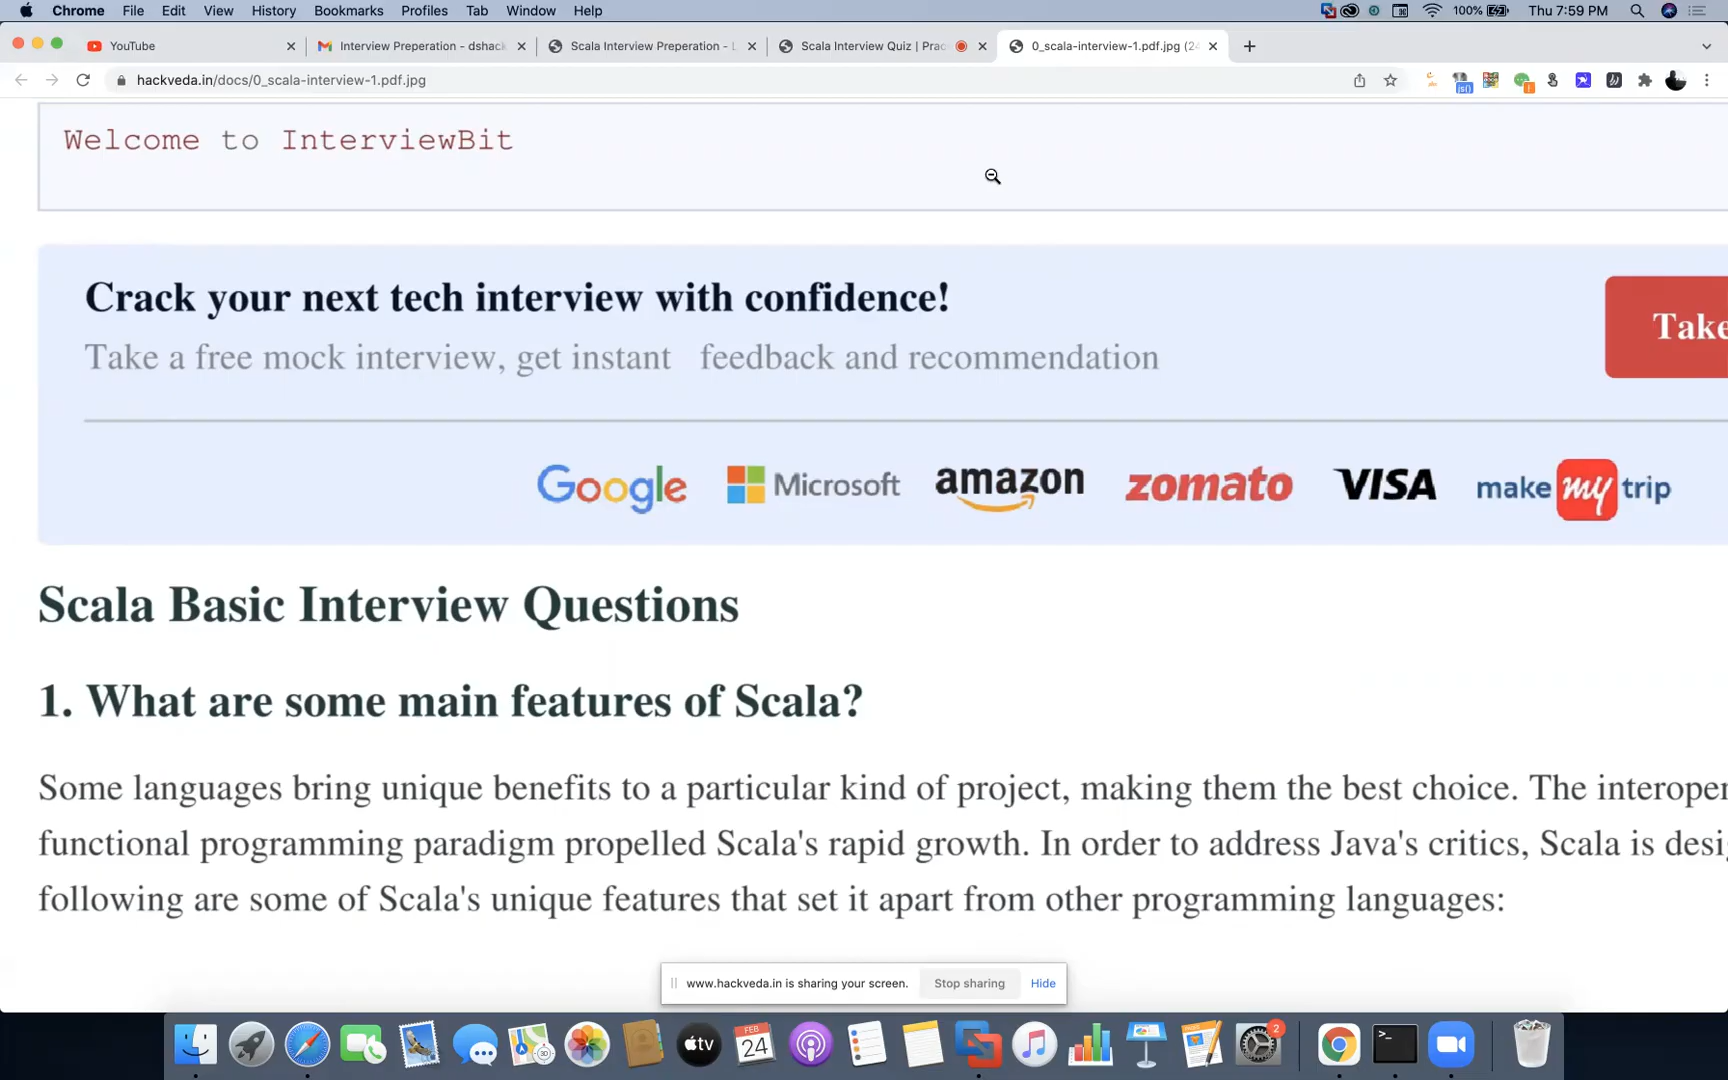 Chrome File Edit View History Bookmarks Profiles Tab Window Help 100% Thu 7:59 PM
YouTube Interview Preperation - dshack Scala Interview Preperation - L Scala Interview Quiz | Prac 0_scala-interview-1.pdf.jpg (24
hackveda.in/docs/0_scala-interview-1.pdf.jpg
Welcome to InterviewBit
Crack your next tech interview with confidence!
Take
Take a free mock interview, get instant feedback and recommendation
Google Microsoft amazon zomato VISA make my trip
Scala Basic Interview Questions
1. What are some main features of Scala?
Some languages bring unique benefits to a particular kind of project, making them the best choice. The interoper
functional programming paradigm propelled Scala's rapid growth. In order to address Java's critics, Scala is desi
following are some of Scala's unique features that set it apart from other programming languages:
www.hackveda.in is sharing your screen. Stop sharing Hide
tv FEB 24 2